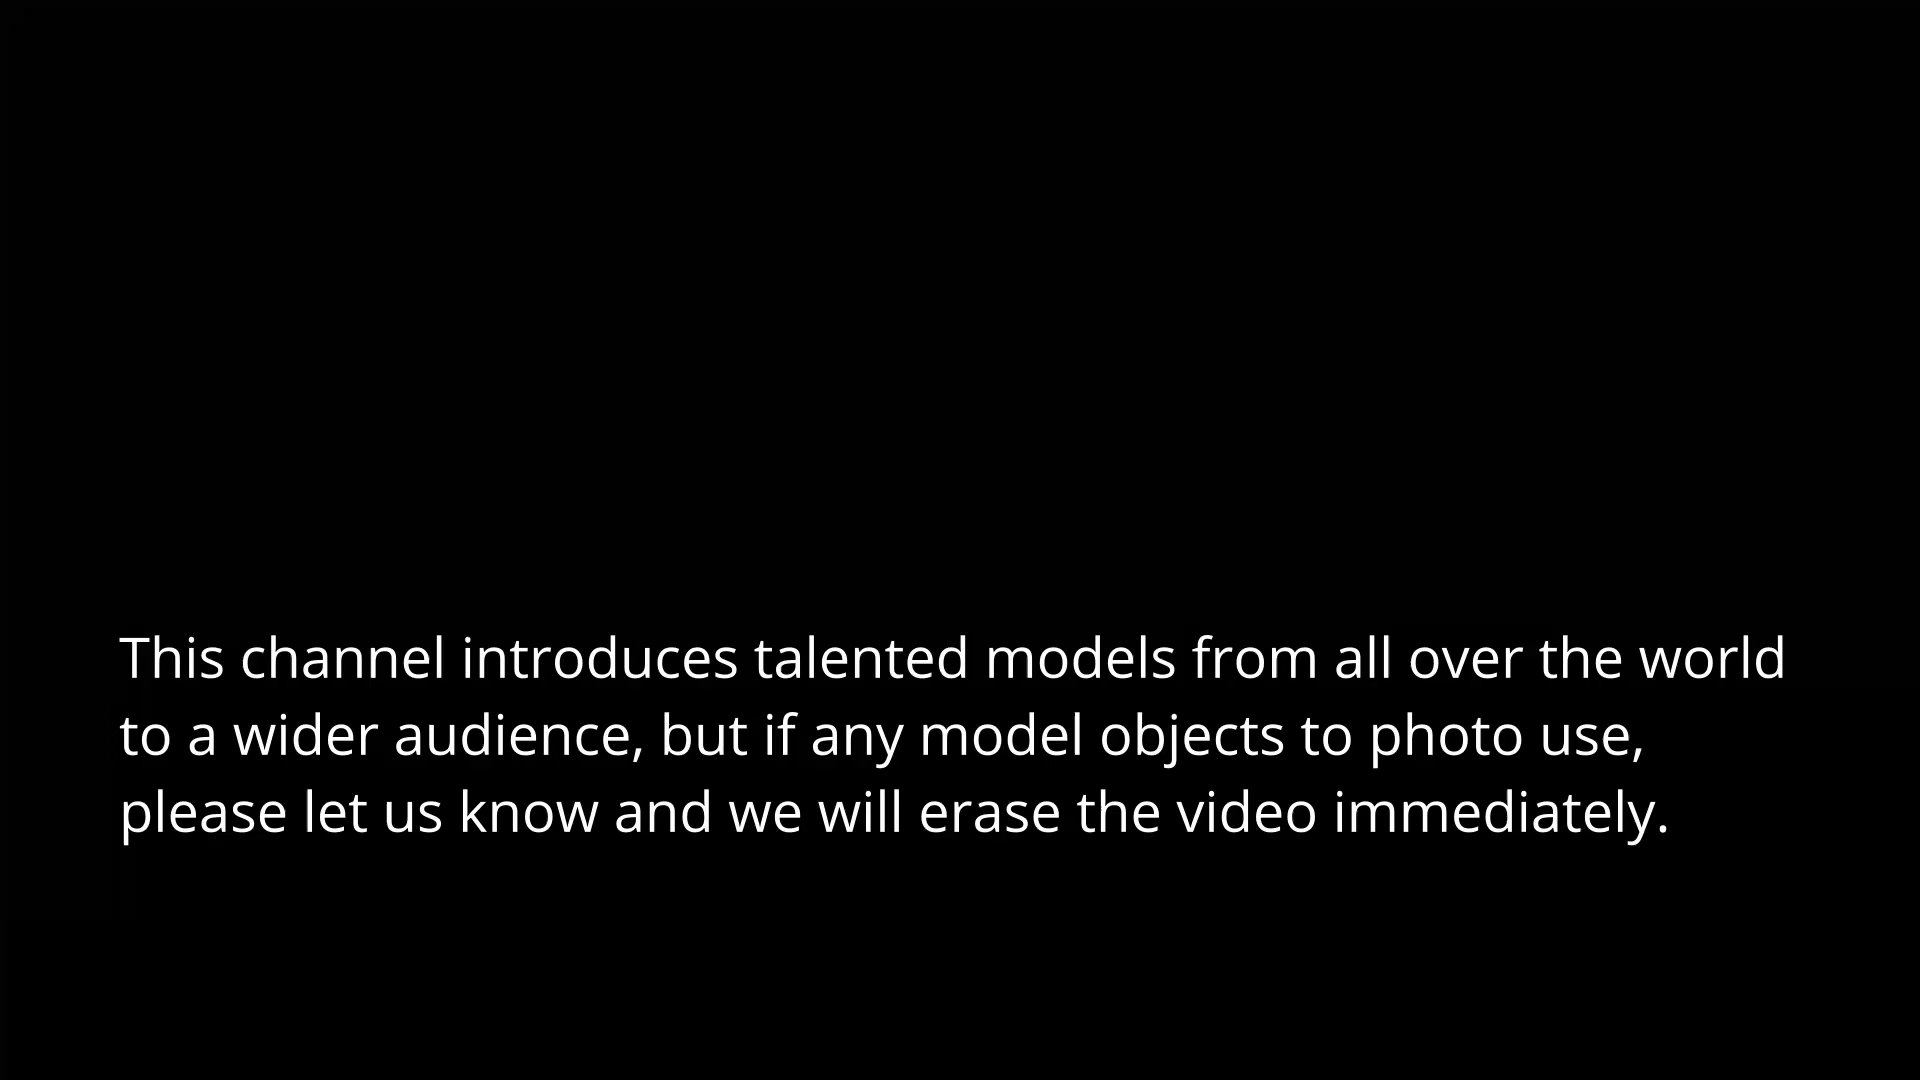 This channel introduces talented models from all over the world
to a wider audience, but if any model objects to photo use,
please let us know and we will erase the video immediately.